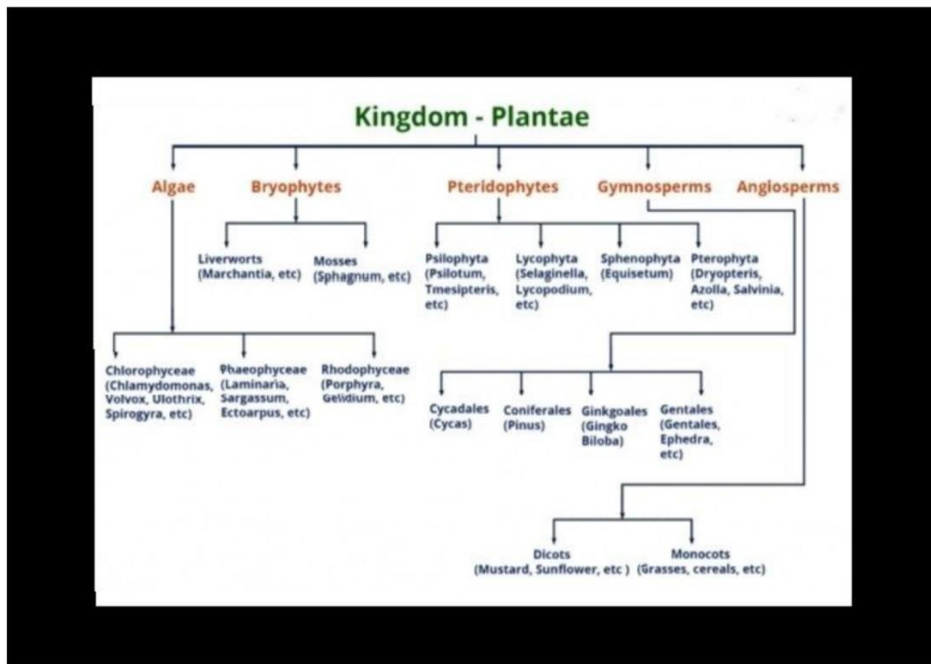 Kingdom - Plantae
Algae
Bryophytes
Pteridophytes
Gymnosperms
Angiosperms
Liverworts
(Marchantia, etc)
Mosses
(Sphagnum, etc)
Psilophyta
(Psilotum,
Tmesipteris,
etc)
Lycophyta
(Selaginella,
Lycopodium,
etc)
Sphenophyta
(Equisetum)
Pterophyta
(Dryopteris,
Azolla, Salvinia,
etc)
Chlorophyceae
(Chlamydomonas,
Volvox, Ulothrix,
Spirogyra, etc)
Phaeophyceae
(Laminaria,
Sargassum,
Ectoarpus, etc)
Rhodophyceae
(Porphyra,
Gelidium, etc)
Cycadales
(Cycas)
Coniferales
(Pinus)
Ginkgoales
(Gingko
Biloba)
Gentales
(Gentales,
Ephedra,
etc)
Dicots
(Mustard, Sunflower, etc )
Monocots
(Grasses, cereals, etc)